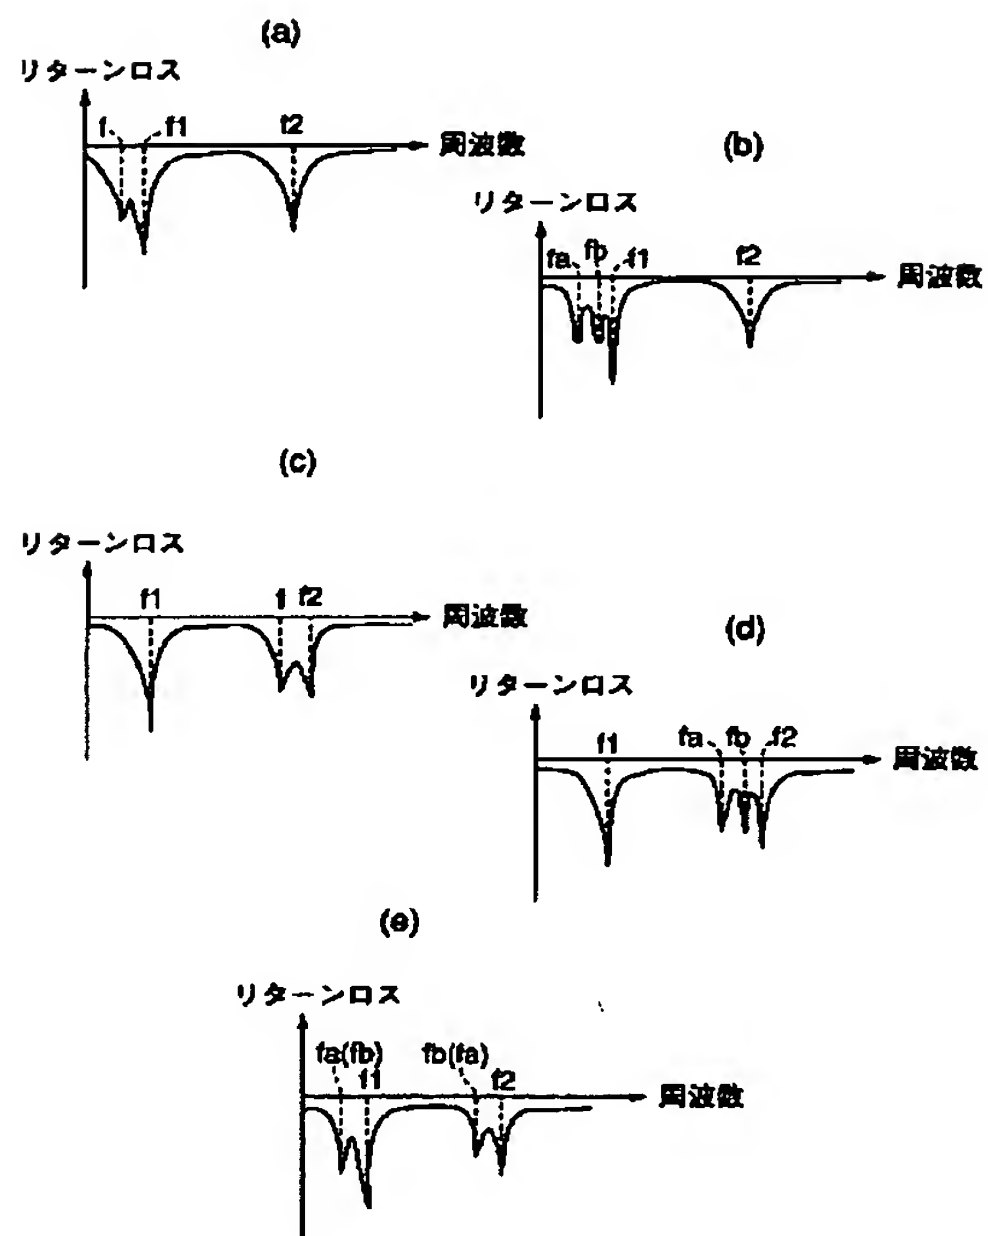 (a)
リターンロス
f f1 f2
周波数
(b)
リターンロス
fa fb f1 f2
周波数
(c)
リターンロス
f1 f f2
周波数
(d)
リターンロス
f1 fa fb f2
周波数
(e)
リターンロス
fa(fb) fb(fa)
f1 f2
周波数